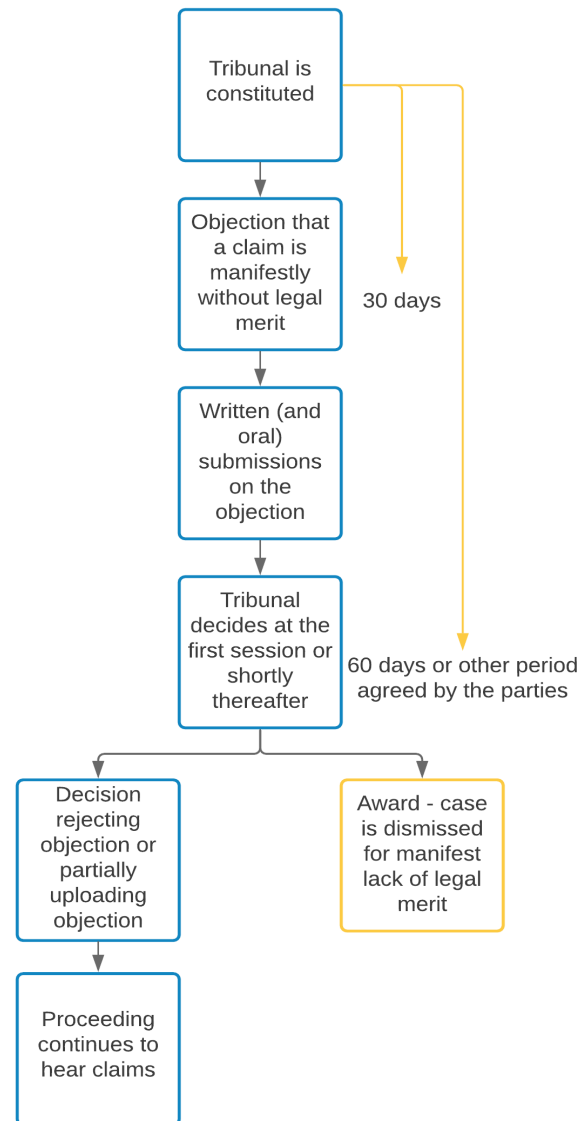 Tribunal is
constituted
Objection that
a claim is
manifestly
without legal
merit
30 days
Written (and
oral)
submissions
on the
objection
Tribunal
decides at the
first session or
shortly
thereafter
60 days or other period
agreed by the parties
Decision
rejecting
objection or
partially
uploading
objection
Award - case
is dismissed
for manifest
lack of legal
merit
Proceeding
continues to
hear claims